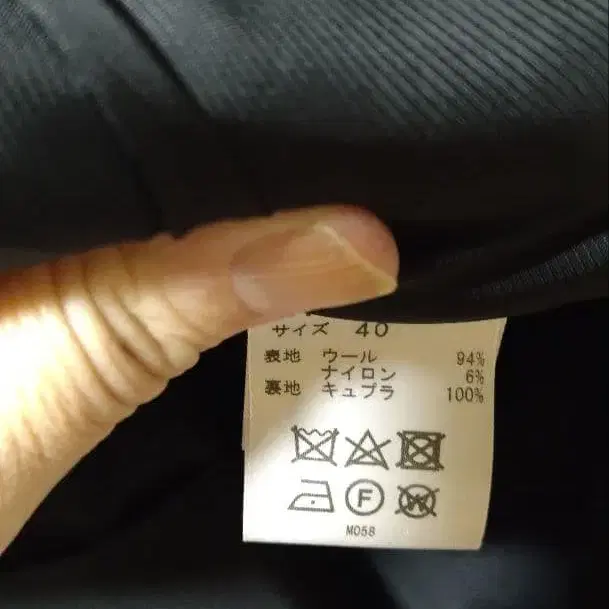 サイズ 40
表地 ウール 94%
ナイロン 6%
裏地 キュプラ 100%
F
W
M058